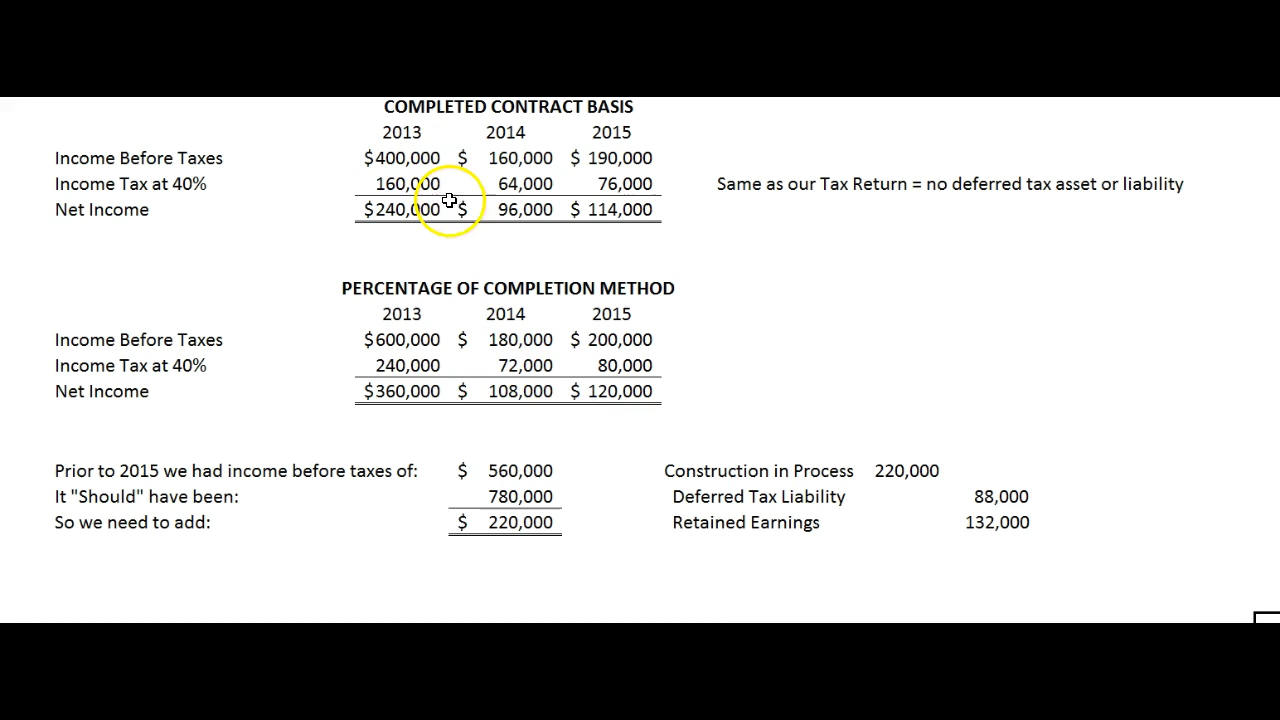 COMPLETED CONTRACT BASIS
2013 2014 2015
Income Before Taxes $400,000 $ 160,000 $ 190,000
Income Tax at 40% 160,000 64,000 76,000 Same as our Tax Return = no deferred tax asset or liability
Net Income $240,000 $ 96,000 $ 114,000
PERCENTAGE OF COMPLETION METHOD
2013 2014 2015
Income Before Taxes $600,000 $ 180,000 $ 200,000
Income Tax at 40% 240,000 72,000 80,000
Net Income $360,000 $ 108,000 $ 120,000
Prior to 2015 we had income before taxes of: $ 560,000 Construction in Process 220,000
It "Should" have been: 780,000 Deferred Tax Liability 88,000
So we need to add: $ 220,000 Retained Earnings 132,000